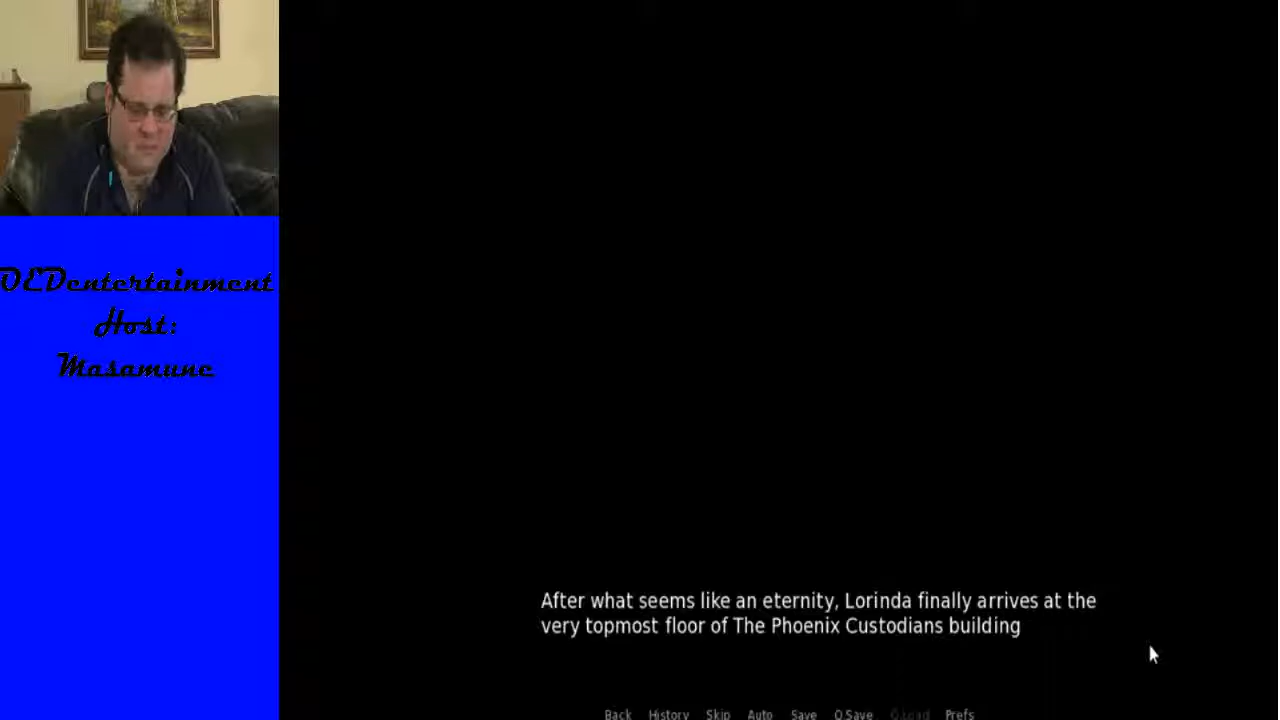 OEDentertainment
Host:
Masamune
After what seems like an eternity, Lorinda finally arrives at the
very topmost floor of The Phoenix Custodians building
Back History Skip Auto Save Q.Save Q.Load Prefs